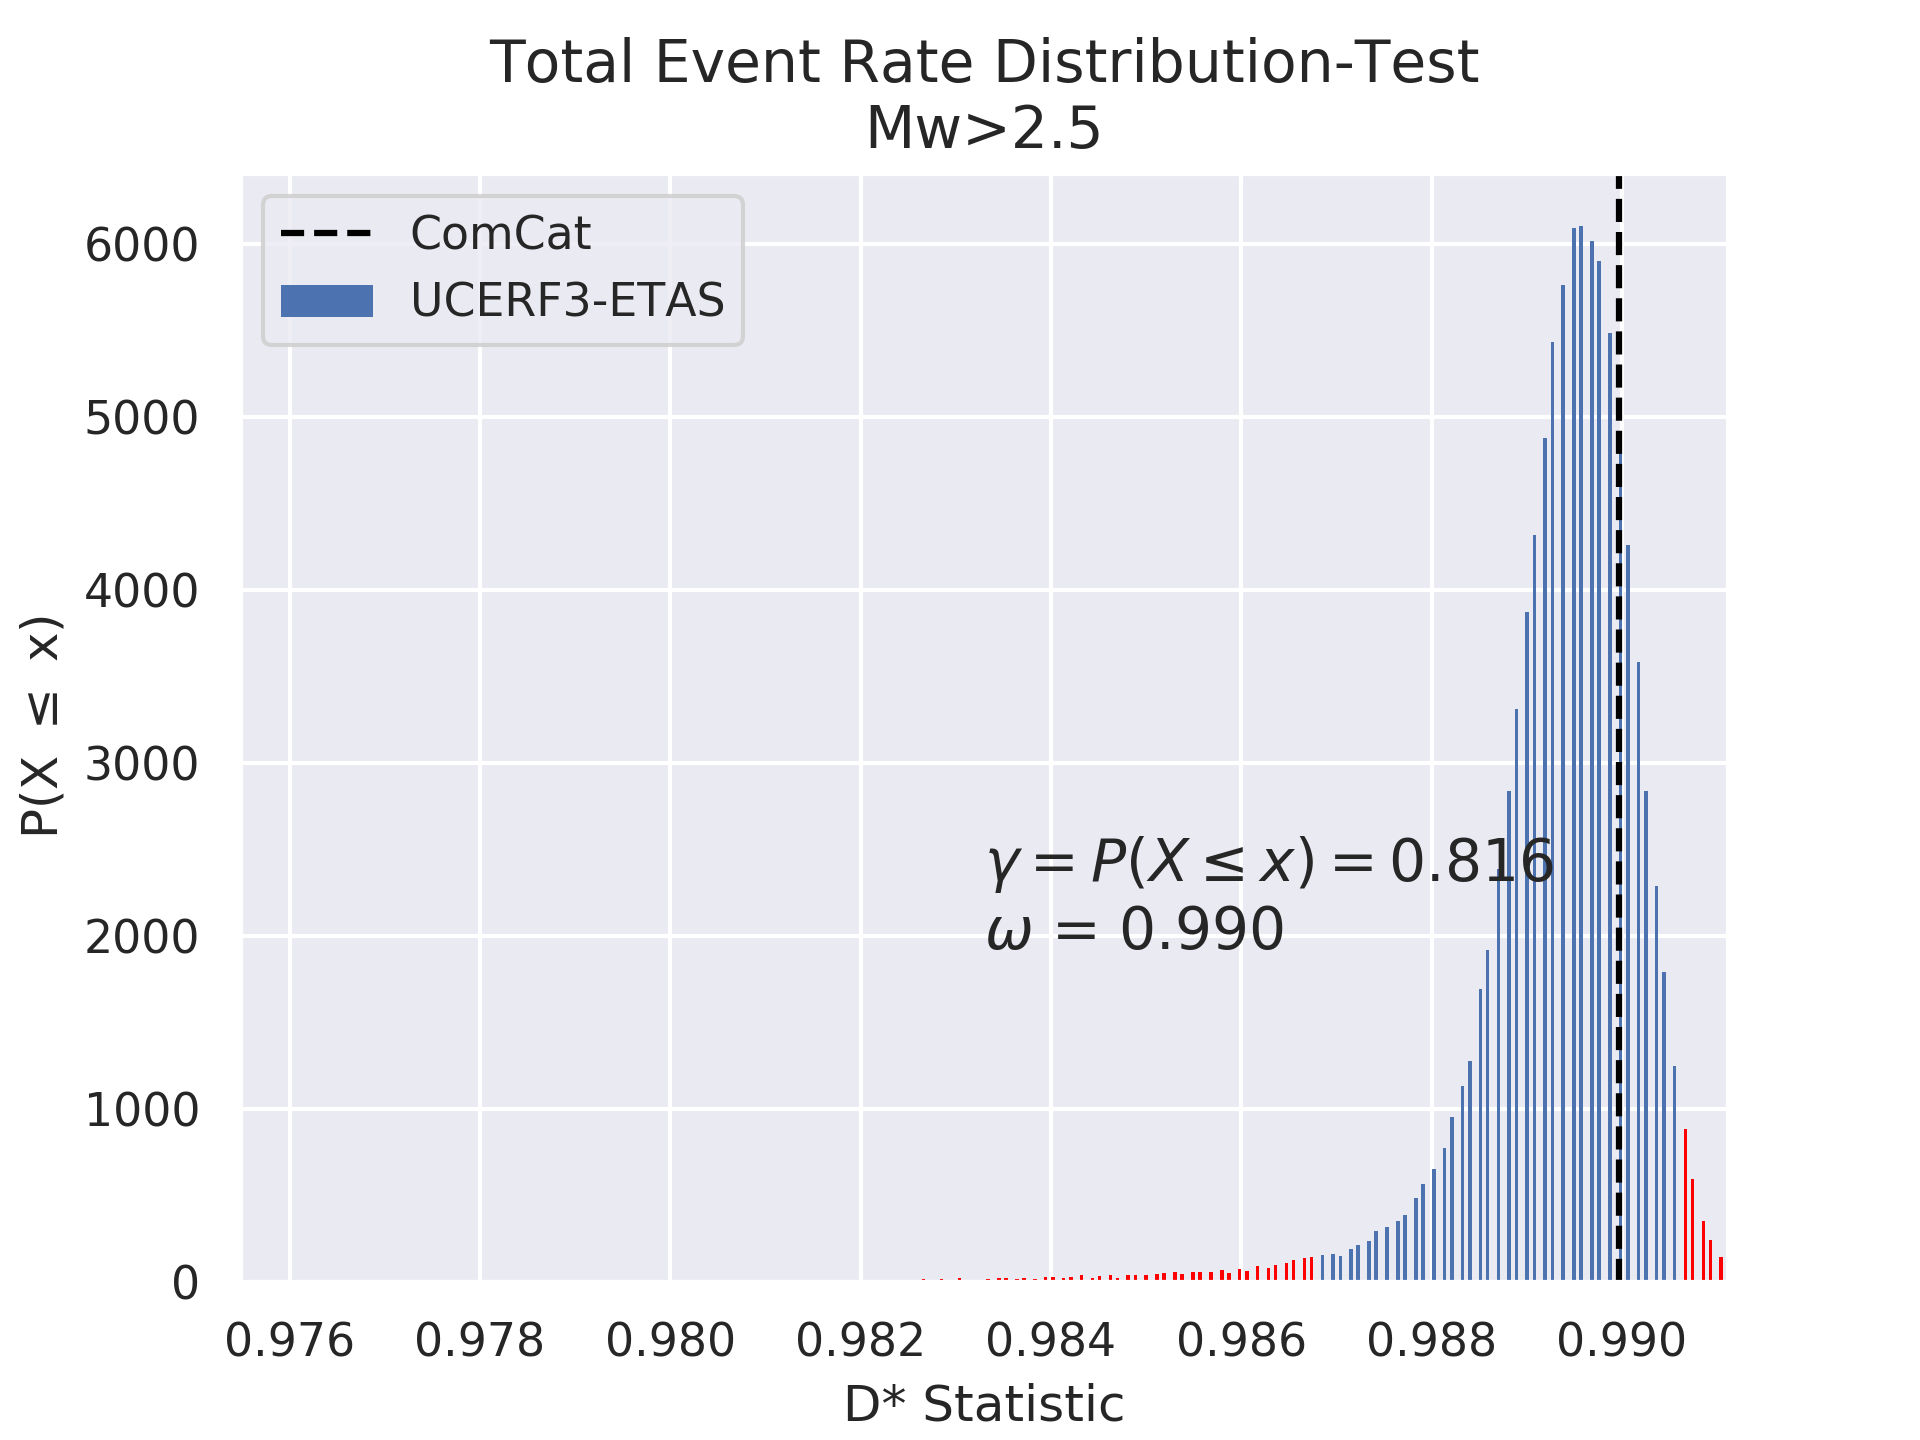 Total Event Rate Distribution-Test
Mw>2.5
ComCat
UCERF3-ETAS
P(X ≤ x)
6000
5000
4000
3000
2000
1000
0
γ = P(X ≤ x) = 0.816
ω = 0.990
0.976 0.978 0.980 0.982 0.984 0.986 0.988 0.990
D* Statistic